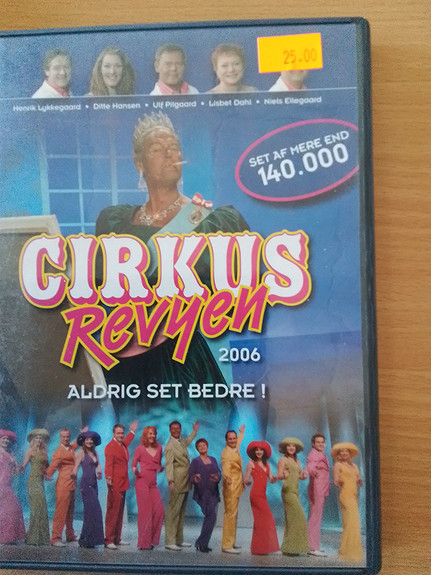 25.00
Henrik Lykkegaard • Ditte Hansen • Ulf Pilgaard • Lisbet Dahl • Niels Ellegaard
SET AF MERE END
140.000
CIRKUS
Revyen
2006
ALDRIG SET BEDRE !